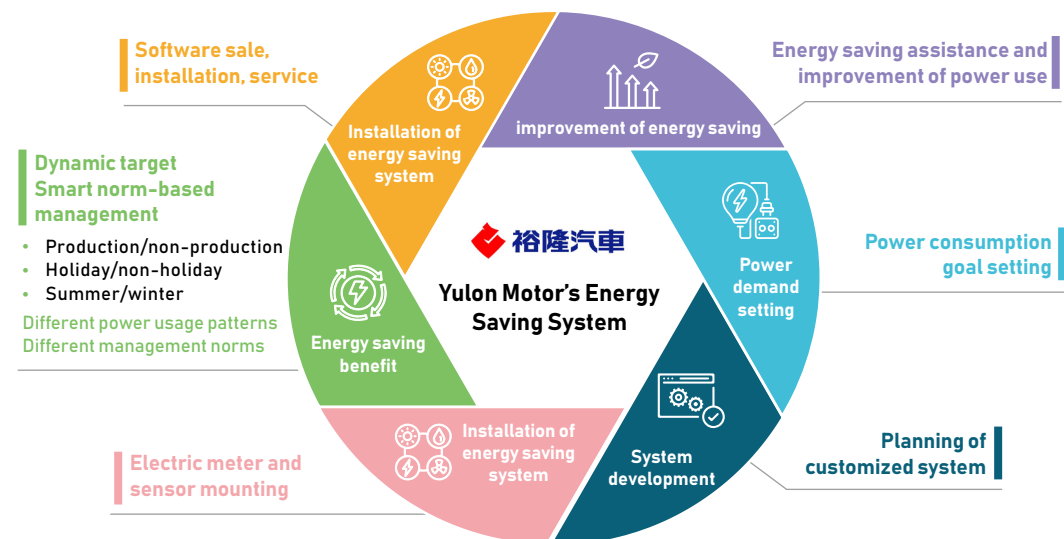 Software sale,
installation, service
Installation of
energy saving
system
improvement of energy saving
Energy saving assistance and
improvement of power use
Dynamic target
Smart norm-based
management
• Production/non-production
• Holiday/non-holiday
• Summer/winter
Different power usage patterns
Different management norms
Energy saving
benefit
裕隆汽車
Yulon Motor's Energy
Saving System
Power
demand
setting
Power consumption
goal setting
Electric meter and
sensor mounting
Installation of
energy saving
system
System
development
Planning of
customized system